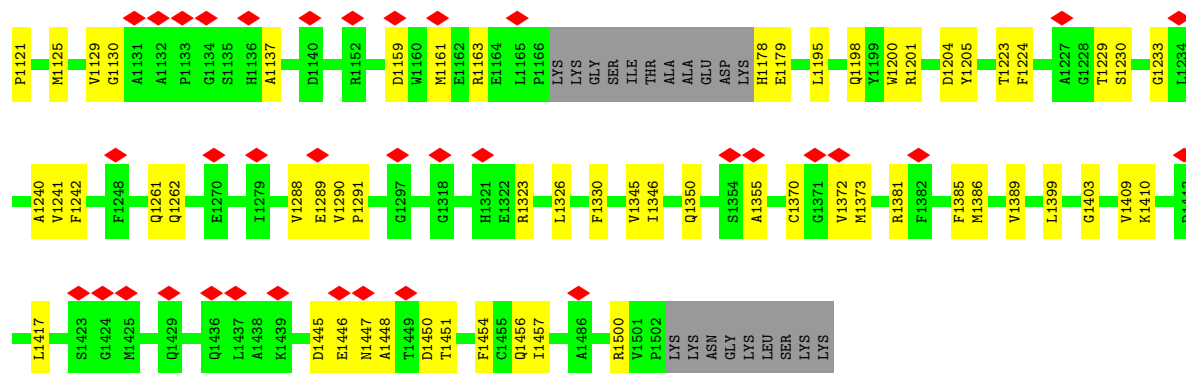 P1121 M1125 V1129 G1130 A1131 A1132 P1133 G1134 S1135 H1136 A1137 D1140 R1152 D1159 W1160 M1161 E1162 R1163 E1164 L1165 P1166 LYS LYS GLY SER ILE THR ALA ALA GLU ASP LYS H1178 E1179 L1195 Q1198 Y1199 W1200 R1201 D1204 Y1205 T1223 F1224 A1227 G1228 T1229 S1230 G1233 L1234
A1240 V1241 F1242 F1248 Q1261 Q1262 E1270 I1279 V1288 E1289 V1290 P1291 G1297 G1318 H1321 E1322 R1323 L1326 F1330 V1345 I1346 Q1350 S1354 A1355 C1370 G1371 V1372 M1373 R1381 F1382 F1385 M1386 V1389 L1399 G1403 V1409 K1410
L1417 S1423 G1424 M1425 Q1429 Q1436 L1437 A1438 K1439 D1445 E1446 N1447 A1448 T1449 D1450 T1451 F1454 C1455 Q1456 I1457 A1486 R1500 V1501 P1502 LYS LYS ASN GLY LYS LEU SER LYS LYS